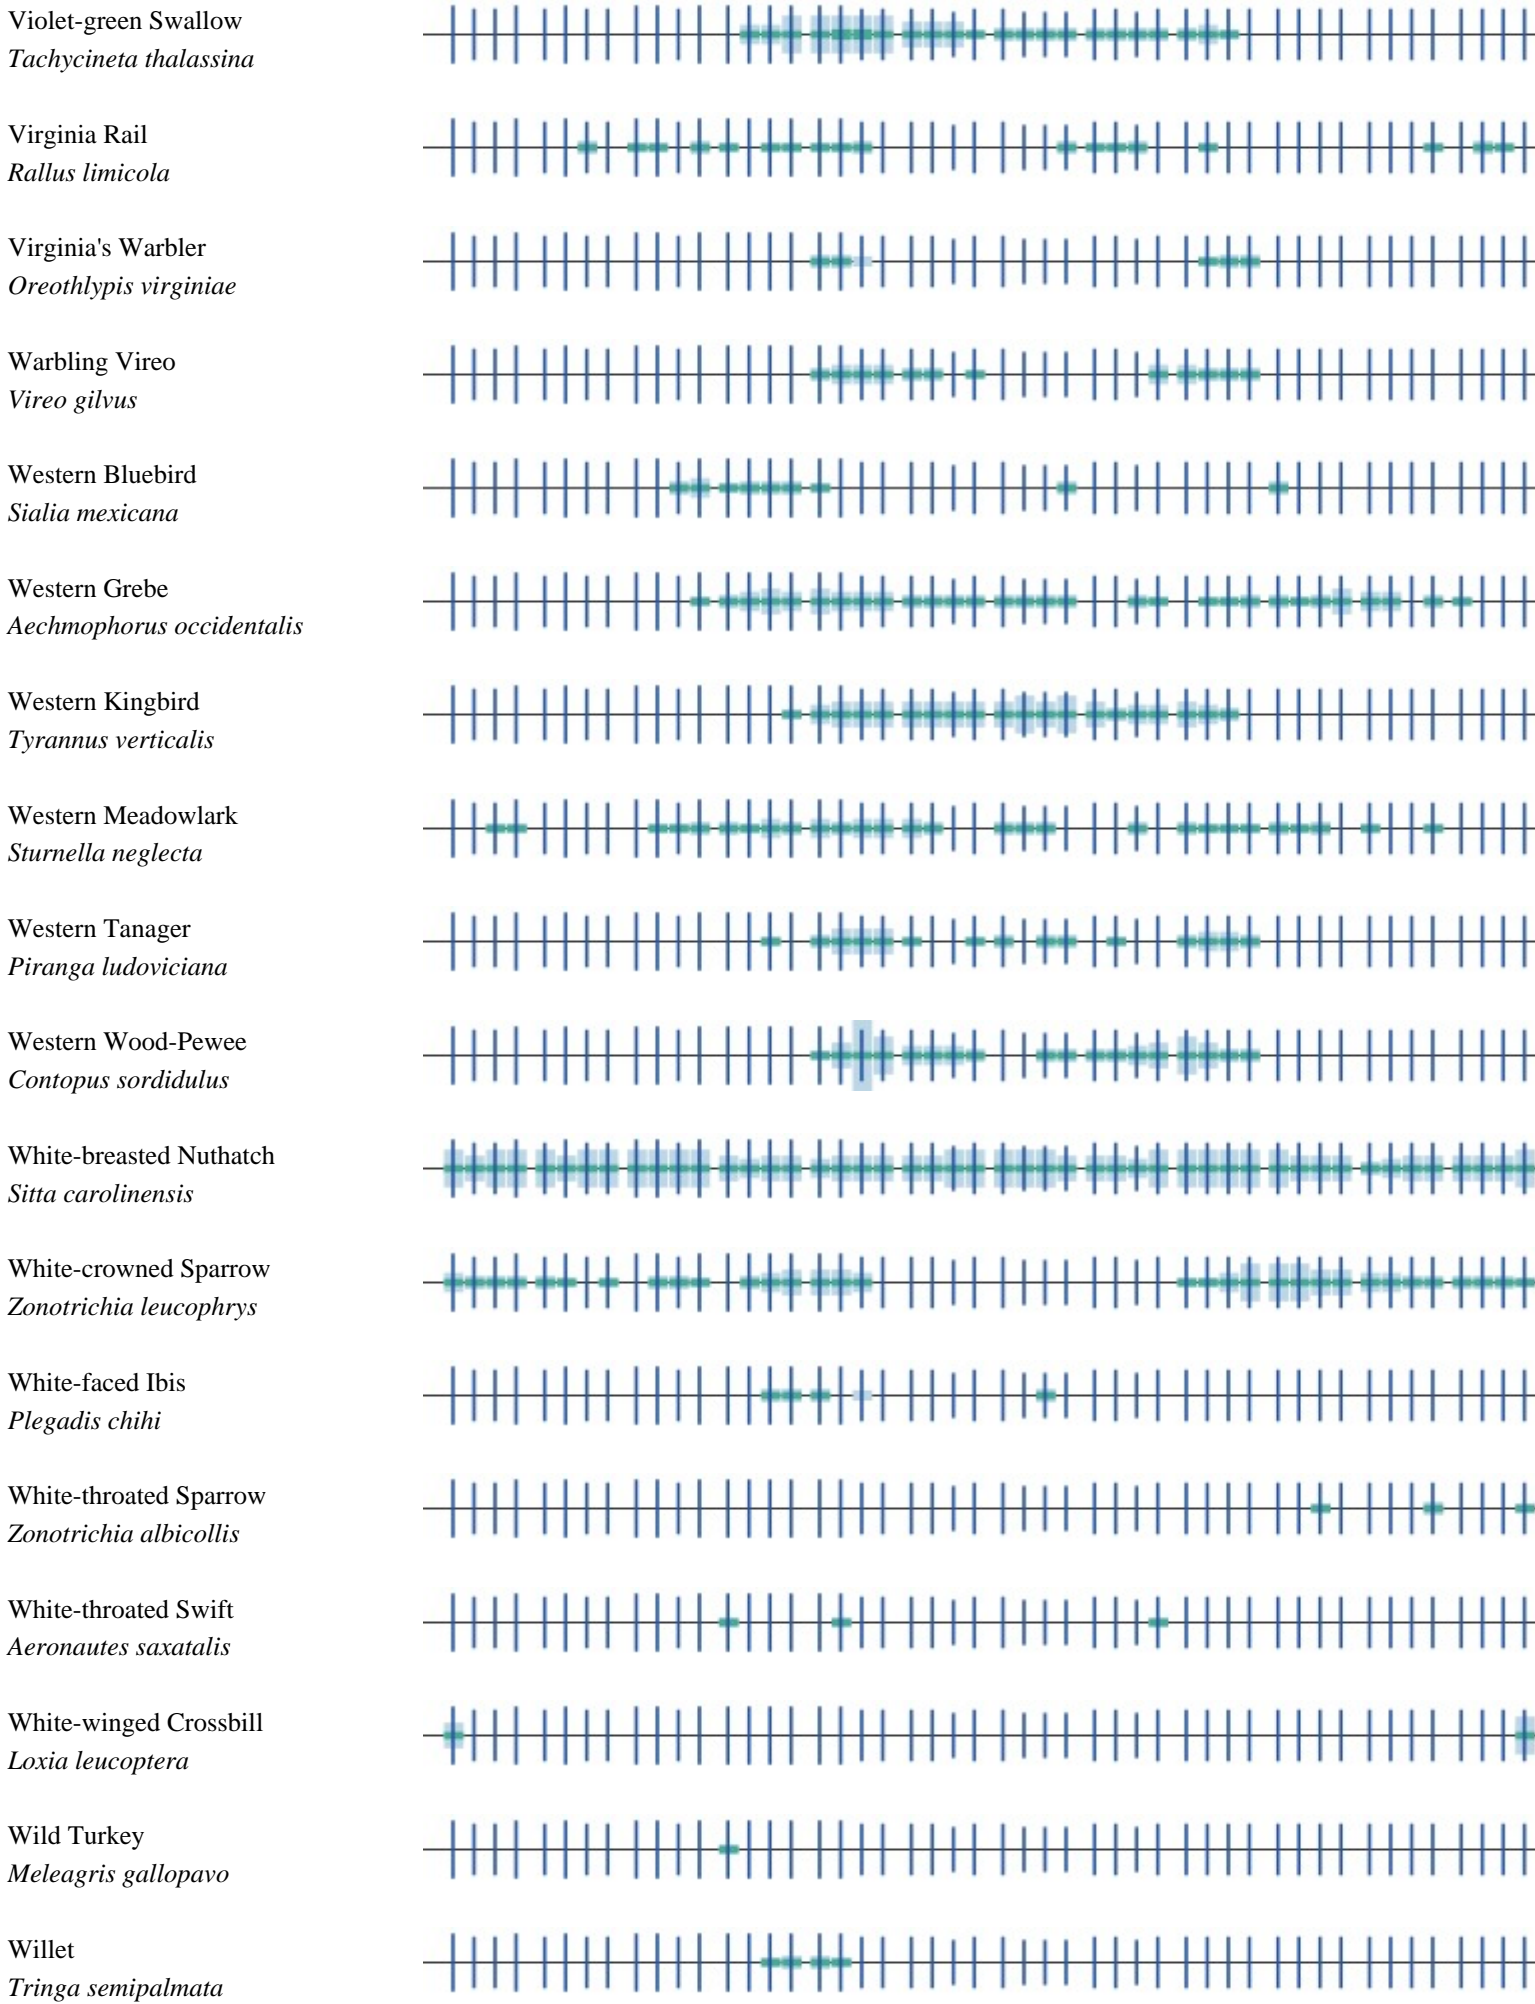 Violet-green Swallow
Tachycineta thalassina
Virginia Rail
Rallus limicola
Virginia's Warbler
Oreothlypis virginiae
Warbling Vireo
Vireo gilvus
Western Bluebird
Sialia mexicana
Western Grebe
Aechmophorus occidentalis
Western Kingbird
Tyrannus verticalis
Western Meadowlark
Sturnella neglecta
Western Tanager
Piranga ludoviciana
Western Wood-Pewee
Contopus sordidulus
White-breasted Nuthatch
Sitta carolinensis
White-crowned Sparrow
Zonotrichia leucophrys
White-faced Ibis
Plegadis chihi
White-throated Sparrow
Zonotrichia albicollis
White-throated Swift
Aeronautes saxatalis
White-winged Crossbill
Loxia leucoptera
Wild Turkey
Meleagris gallopavo
Willet
Tringa semipalmata